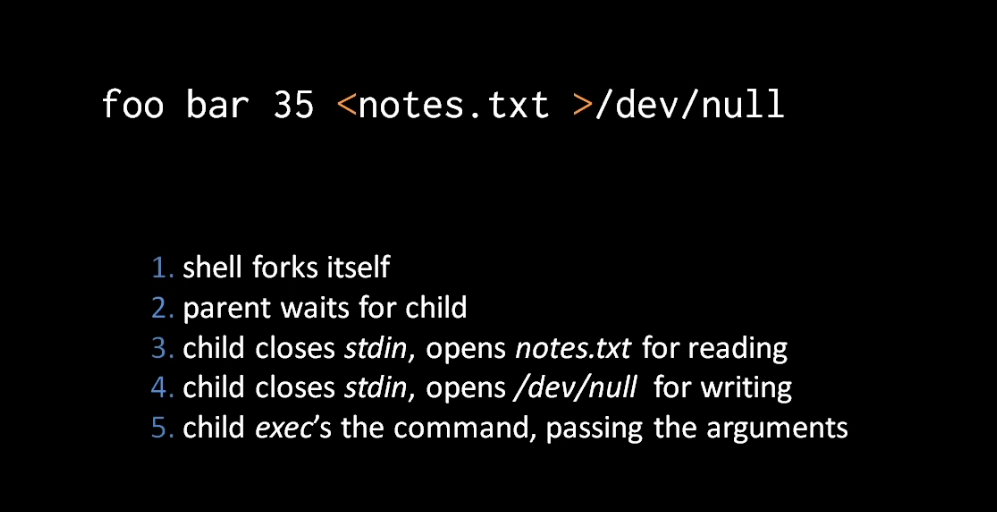 foo bar 35 <notes.txt >/dev/null
1. shell forks itself
2. parent waits for child
3. child closes stdin, opens notes.txt for reading
4. child closes stdin, opens /dev/null for writing
5. child exec's the command, passing the arguments